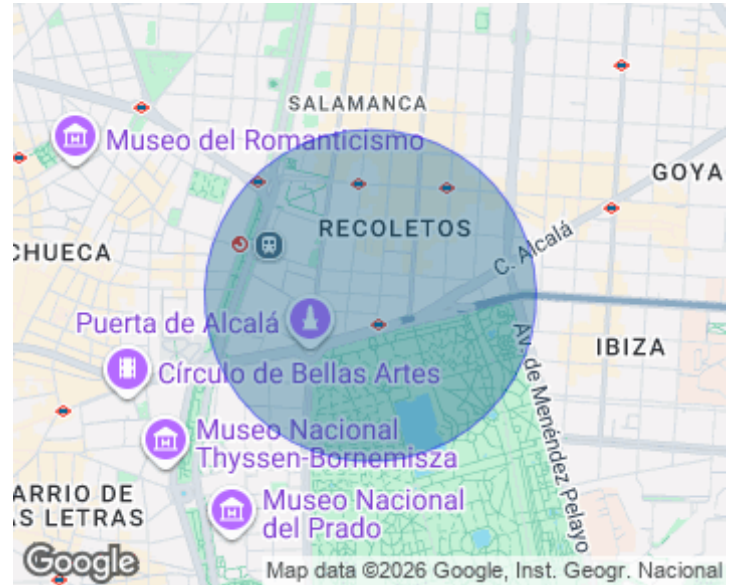 SALAMANCA
Museo del Romanticismo
GOYA
RECOLETOS
CHUECA
C. Alcalá
Puerta de Alcalá
IBIZA
Círculo de Bellas Artes
Av. de Menéndez Pelayo
Museo Nacional
Thyssen-Bornemisza
ARRIO DE
AS LETRAS
Museo Nacional
del Prado
Google
Map data ©2026 Google, Inst. Geogr. Nacional